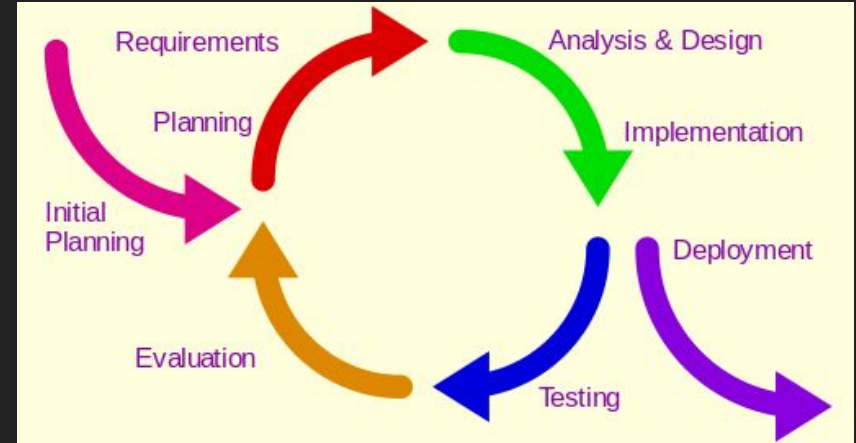 Requirements
Analysis & Design
Planning
Implementation
Initial
Planning
Deployment
Evaluation
Testing